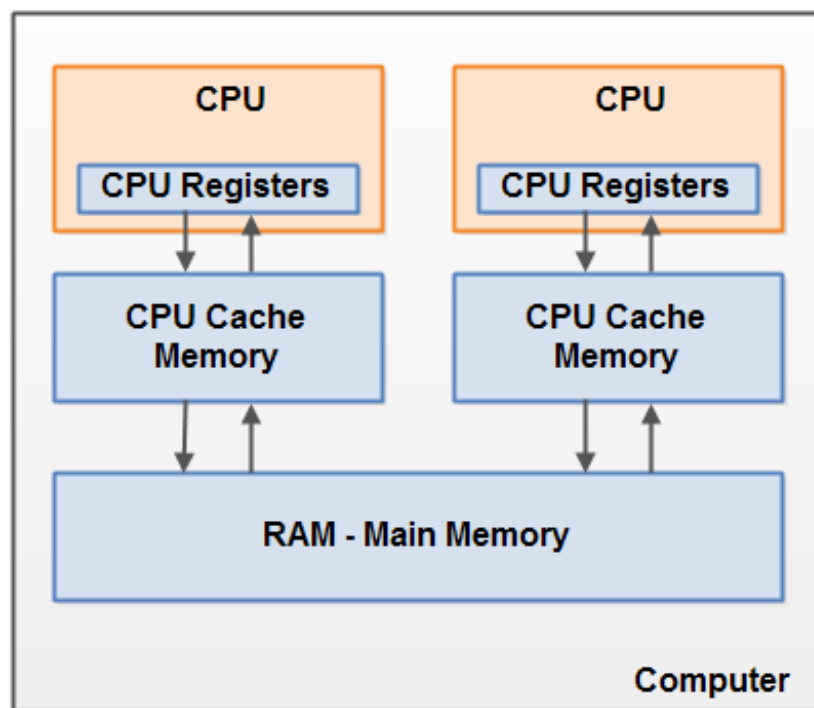 CPU
CPU
CPU Registers
CPU Registers
CPU Cache
Memory
CPU Cache
Memory
RAM - Main Memory
Computer